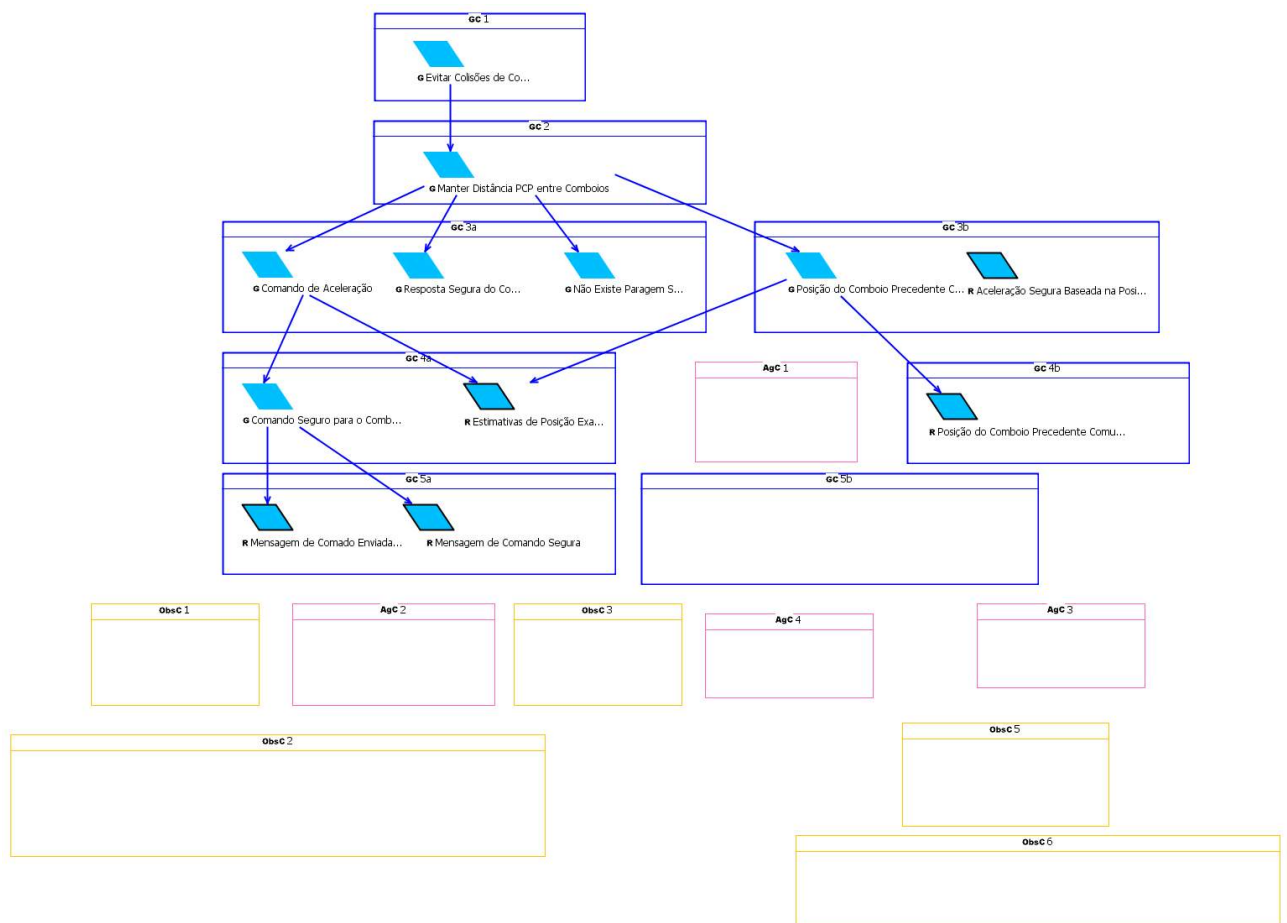 GC 1
G Evitar Colisões de Co...
GC 2
G Manter Distância PCP entre Comboios
GC 3a
G Comando de Aceleração
G Resposta Segura do Co...
G Não Existe Paragem S...
GC 3b
G Posição do Comboio Precedente C...
R Aceleração Segura Baseada na Posi...
GC 4a
G Comando Seguro para o Comb...
R Estimativas de Posição Exa...
AgC 1
GC 4b
R Posição do Comboio Precedente Comu...
GC 5a
R Mensagem de Comado Enviada...
R Mensagem de Comando Segura
GC 5b
ObsC 1
AgC 2
ObsC 3
AgC 4
AgC 3
ObsC 2
ObsC 5
ObsC 6